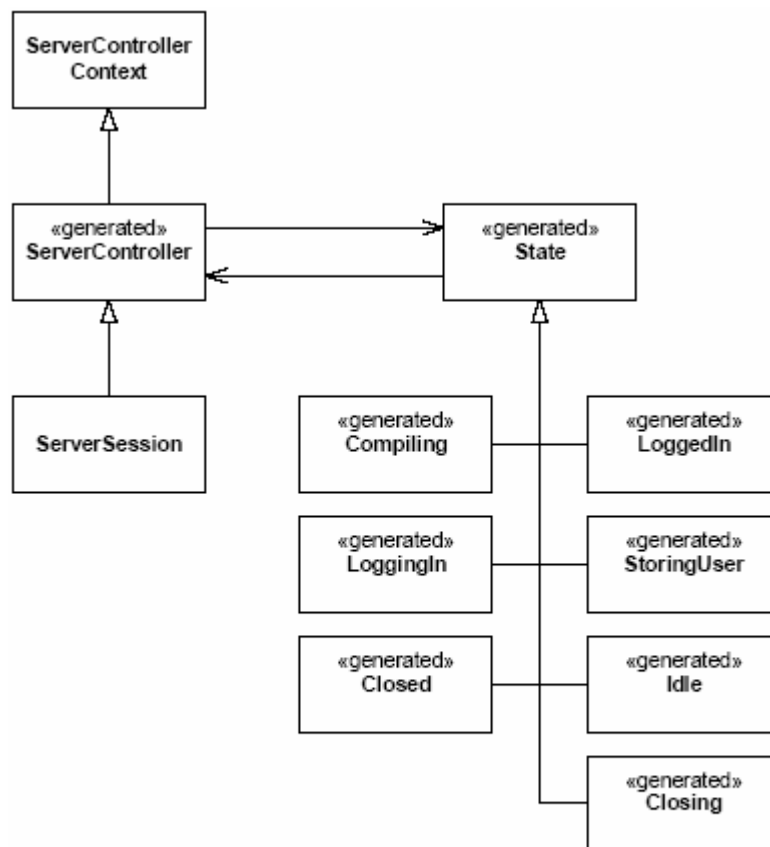 ServerController
Context
«generated»
ServerController
«generated»
State
ServerSession
«generated»
Compiling
«generated»
LoggedIn
«generated»
LoggingIn
«generated»
StoringUser
«generated»
Closed
«generated»
Idle
«generated»
Closing